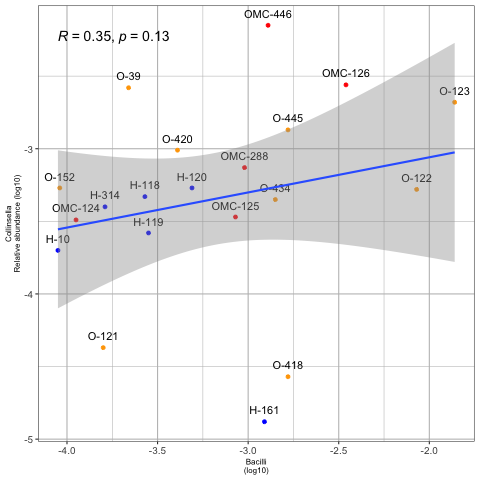 OMC-446
R = 0.35, p = 0.13
OMC-126
O-39
O-123
O-445
O-420
-3
OMC-288
O-152
H-120
H-118
O-122
H-314
O-434
OMC-124
OMC-125
H-119
H-10
Collinsella
Relative abundance (log10)
-4
O-121
O-418
H-161
-5
-4.0 -3.5 -3.0 -2.5 -2.0
Bacilli
(log10)